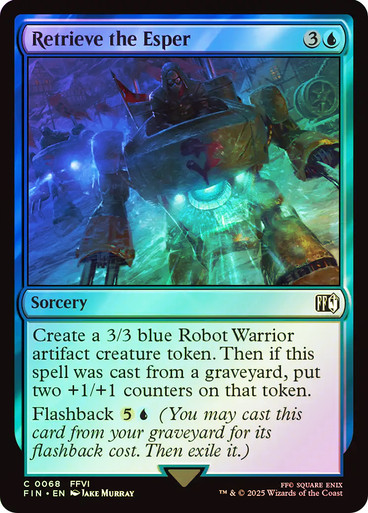 Retrieve the Esper 3
Sorcery FFVI
Create a 3/3 blue Robot Warrior
artifact creature token. Then if this
spell was cast from a graveyard, put
two +1/+1 counters on that token.
Flashback 5 (You may cast this
card from your graveyard for its
flashback cost. Then exile it.)
C 0068 FFVI
FIN • EN Jake Murray
FF© SQUARE ENIX
™ & © 2025 Wizards of the Coast